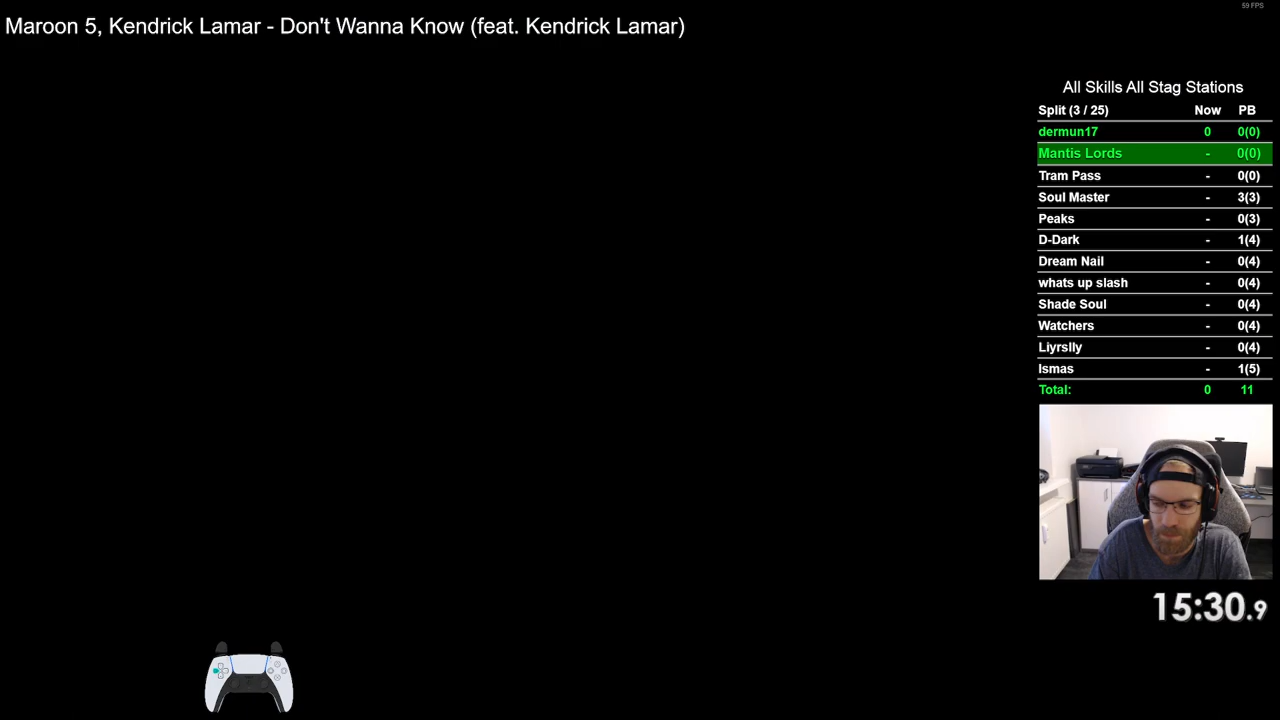 59 FPS
Maroon 5, Kendrick Lamar - Don't Wanna Know (feat. Kendrick Lamar)
All Skills All Stag Stations
Split (3 / 25) Now PB
dermun17 0 0(0)
Mantis Lords - 0(0)
Tram Pass - 0(0)
Soul Master - 3(3)
Peaks - 0(3)
D-Dark - 1(4)
Dream Nail - 0(4)
whats up slash - 0(4)
Shade Soul - 0(4)
Watchers - 0(4)
Liyrslly - 0(4)
Ismas - 1(5)
Total: 0 11
15:30.9